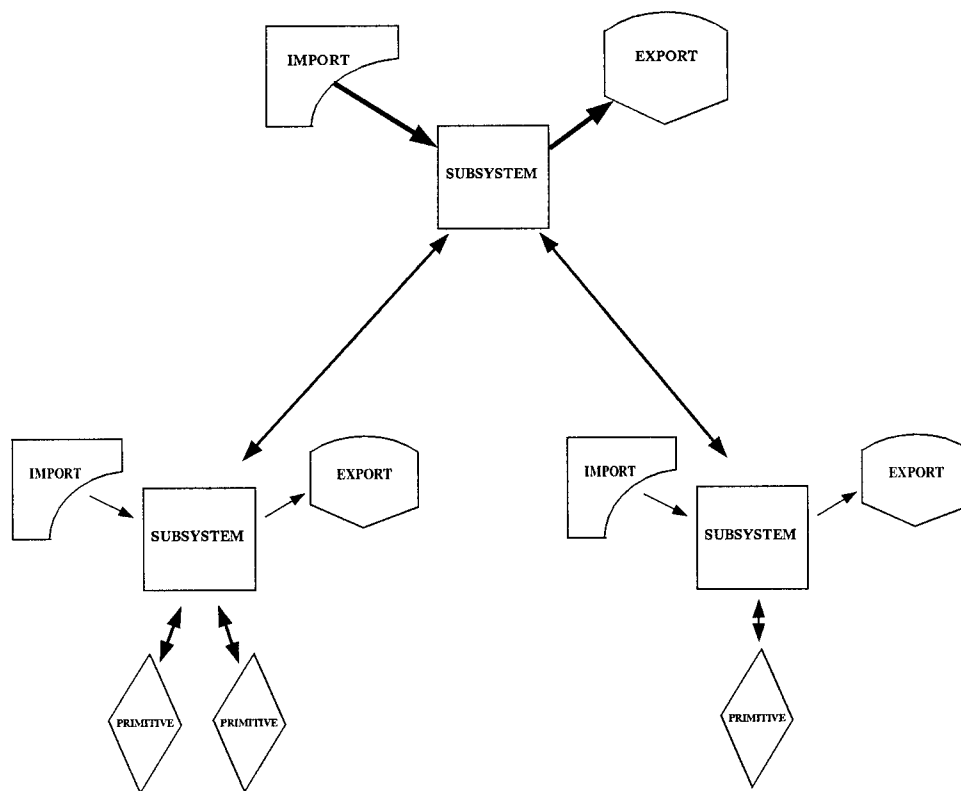 IMPORT
EXPORT
SUBSYSTEM
IMPORT
EXPORT
SUBSYSTEM
IMPORT
EXPORT
SUBSYSTEM
PRIMITIVE
PRIMITIVE
PRIMITIVE